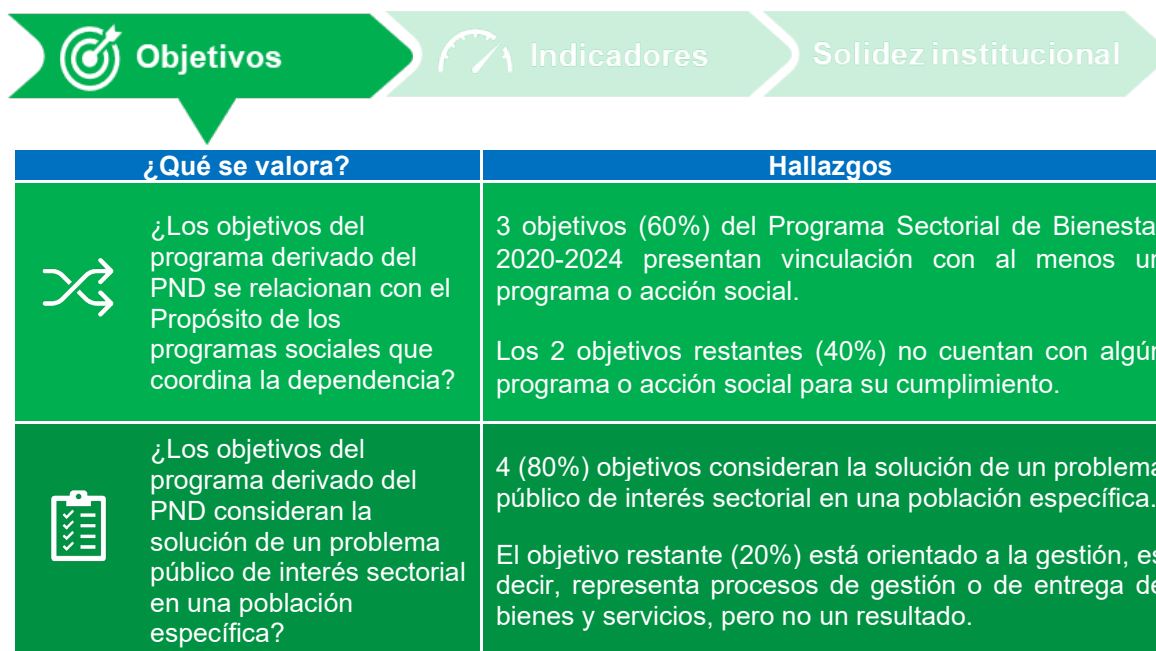 Objetivos
Indicadores
Solidez institucional
¿Qué se valora?
Hallazgos
¿Los objetivos del
programa derivado del
PND se relacionan con el
Propósito de los
programas sociales que
coordina la dependencia?
3 objetivos (60%) del Programa Sectorial de Bienesta
2020-2024 presentan vinculación con al menos un
programa o acción social.
Los 2 objetivos restantes (40%) no cuentan con algún
programa o acción social para su cumplimiento.
¿Los objetivos del
programa derivado del
PND consideran la
solución de un problema
público de interés sectorial
en una población
específica?
4 (80%) objetivos consideran la solución de un problema
público de interés sectorial en una población específica.
El objetivo restante (20%) está orientado a la gestión, es
decir, representa procesos de gestión o de entrega de
bienes y servicios, pero no un resultado.